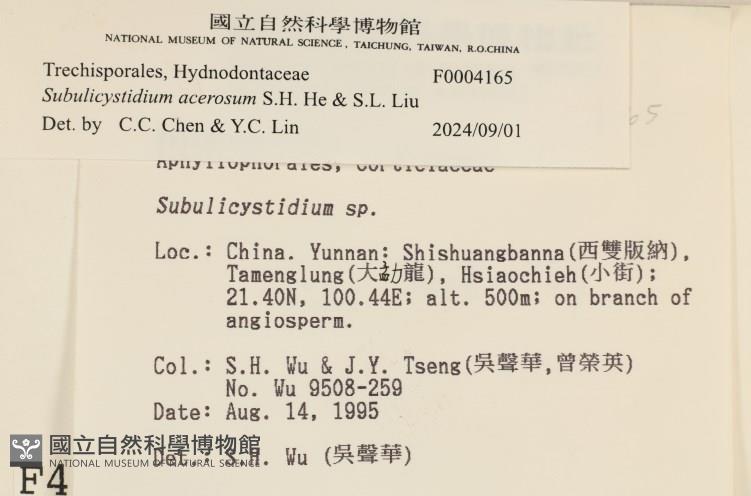 國立自然科學博物館
NATIONAL MUSEUM OF NATURAL SCIENCE, TAICHUNG, TAIWAN, R.O.CHINA
Trechisporales, Hydnodontaceae F0004165
Subulicystidium acerosum S.H. He & S.L. Liu
Det. by C.C. Chen & Y.C. Lin 2024/09/01
65
Aphyllophorales, Corticiaceae
Subulicystidium sp.
Loc.: China. Yunnan: Shishuangbanna(西雙版納),
Tamenglung(大勐龍), Hsiaochieh(小街);
21.40N, 100.44E; alt. 500m; on branch of
angiosperm.
Col.: S.H. Wu & J.Y. Tseng(吳聲華,曾榮英)
No. Wu 9508-259
Date: Aug. 14, 1995
Det.: S.H. Wu (吳聲華)
國立自然科學博物館
NATIONAL MUSEUM OF NATURAL SCIENCE
F4